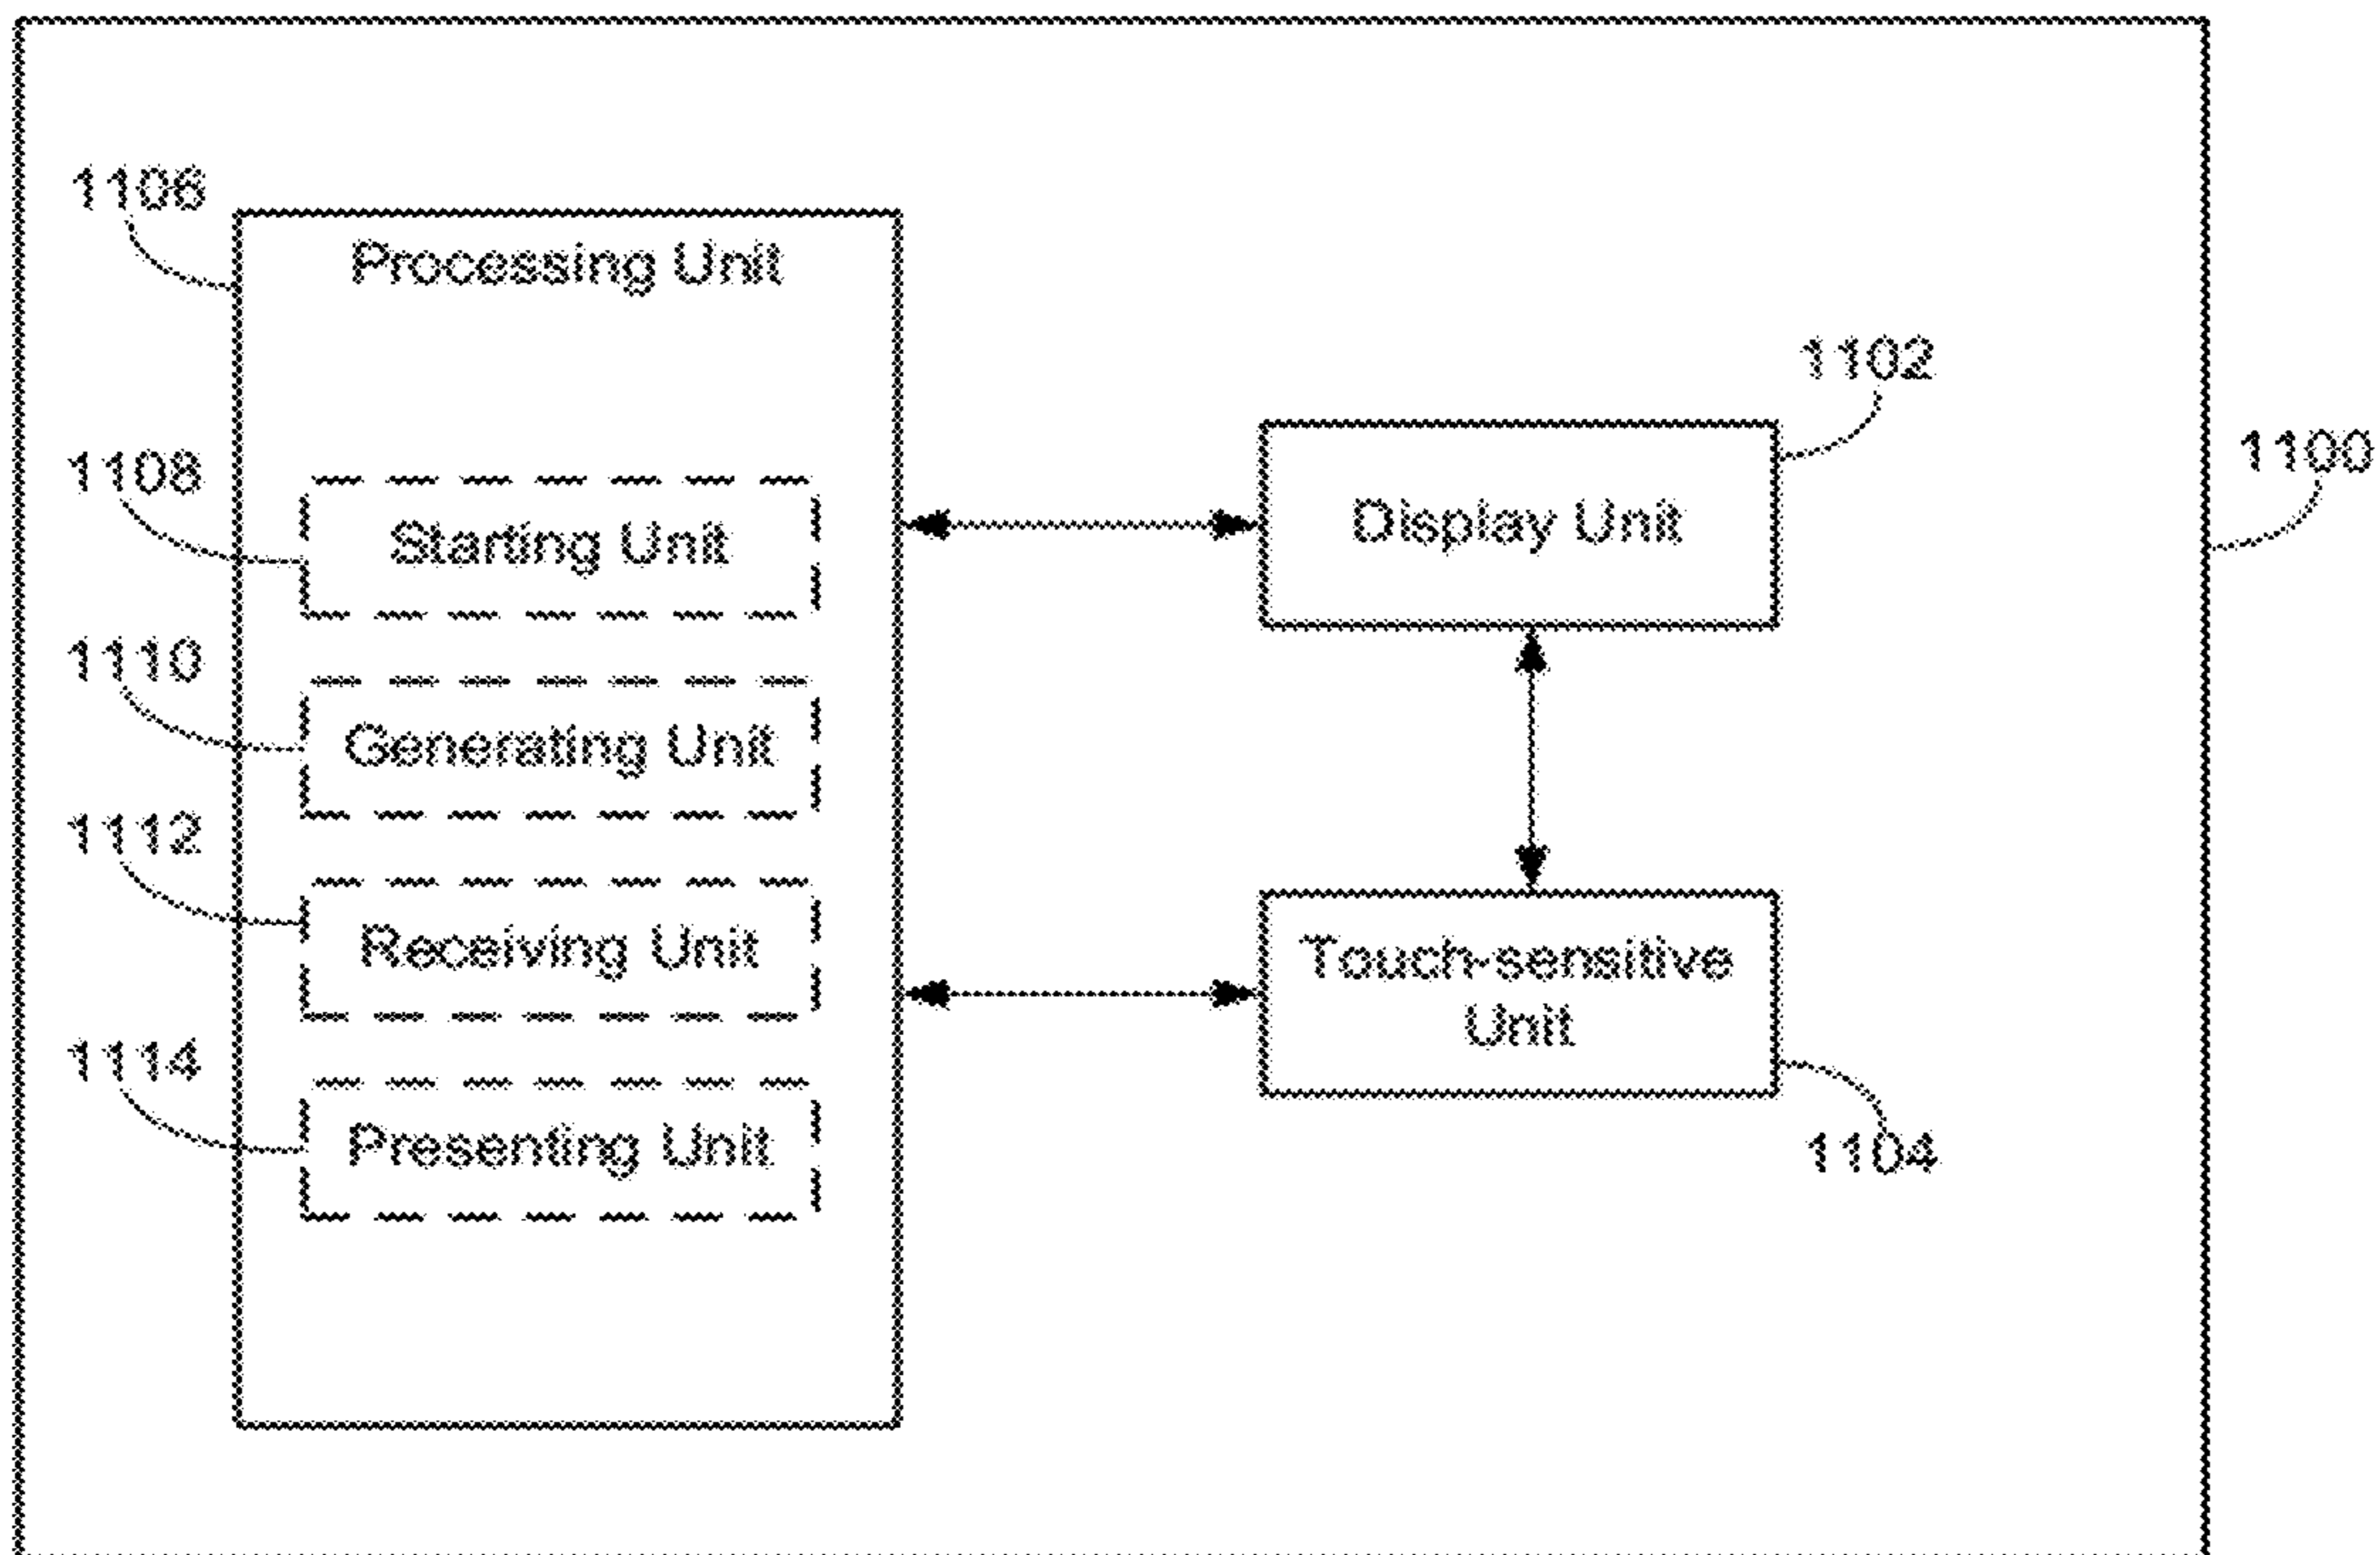 1106
Processing Unit
1108
Starting Unit
1110
Generating Unit
1112
Receiving Unit
1114
Presenting Unit
1102
Display Unit
1100
Touch-sensitive
Unit
1104